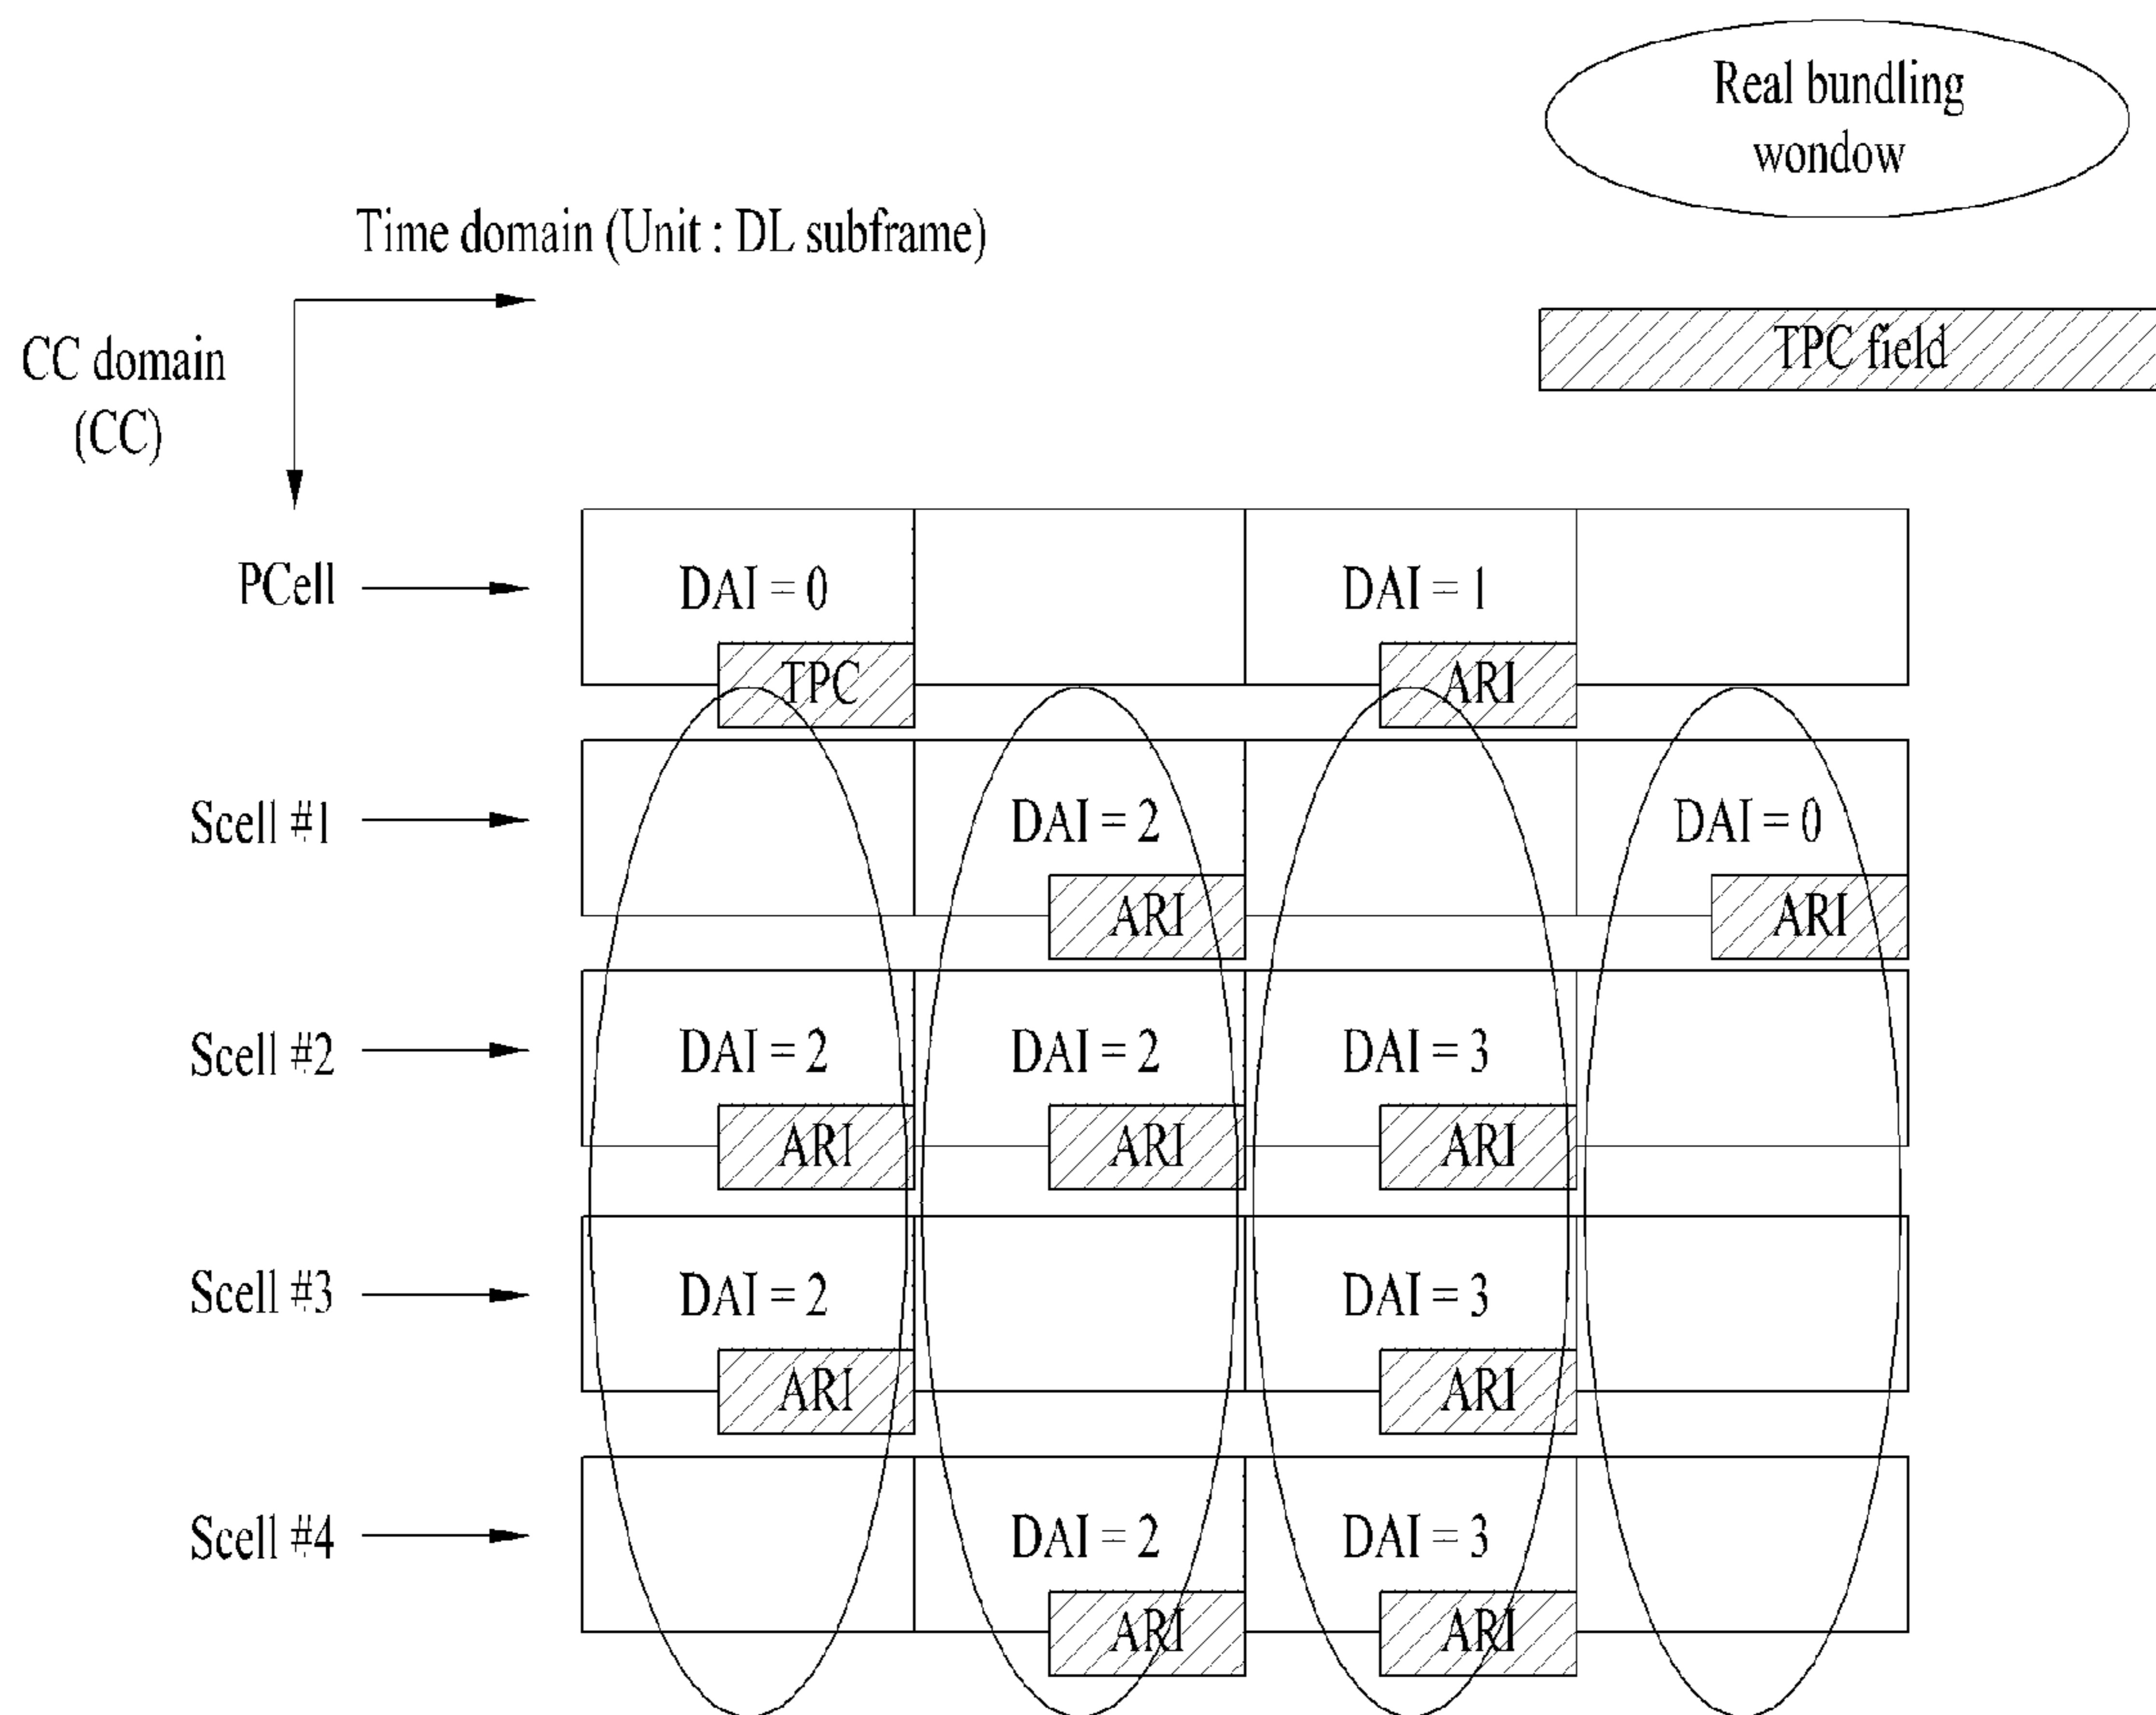 Real bundling
wondow
Time domain (Unit : DL subframe)
CC domain
(CC)
TPC field
PCell
DAI = 0
DAI = 1
TPC
ARI
Scell #1
DAI = 2
DAI = 0
ARI
ARI
Scell #2
DAI = 2
DAI = 2
DAI = 3
ARI
ARI
ARI
Scell #3
DAI = 2
DAI = 3
ARI
ARI
Scell #4
DAI = 2
DAI = 3
ARI
ARI